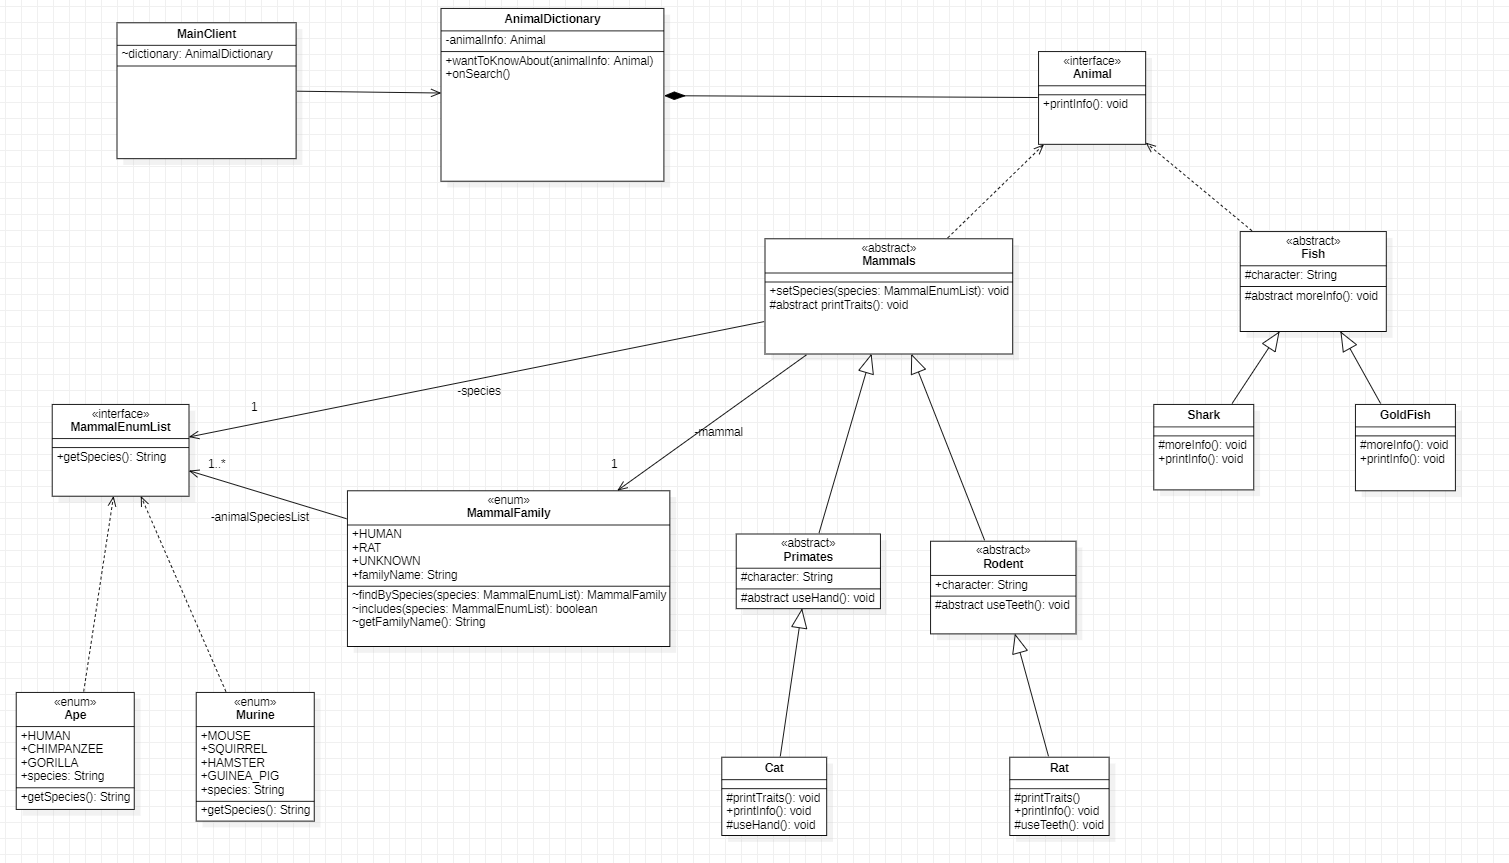 MainClient
~dictionary: AnimalDictionary
AnimalDictionary
-animalInfo: Animal
+wantToKnowAbout(animalInfo: Animal)
+onSearch()
«interface»
Animal
+printInfo(): void
«abstract»
Mammals
+setSpecies(species: MammalEnumList): void
#abstract printTraits(): void
«abstract»
Fish
#character: String
#abstract moreInfo(): void
-species
1
-mammal
1
«interface»
MammalEnumList
+getSpecies(): String
1..*
-animalSpeciesList
Shark
#moreInfo(): void
+printInfo(): void
GoldFish
#moreInfo(): void
+printInfo(): void
«enum»
MammalFamily
+HUMAN
+RAT
+UNKNOWN
+familyName: String
~findBySpecies(species: MammalEnumList): MammalFamily
~includes(species: MammalEnumList): boolean
~getFamilyName(): String
«abstract»
Primates
#character: String
#abstract useHand(): void
«abstract»
Rodent
+character: String
#abstract useTeeth(): void
«enum»
Ape
+HUMAN
+CHIMPANZEE
+GORILLA
+species: String
+getSpecies(): String
«enum»
Murine
+MOUSE
+SQUIRREL
+HAMSTER
+GUINEA_PIG
+species: String
+getSpecies(): String
Cat
#printTraits(): void
+printInfo(): void
#useHand(): void
Rat
#printTraits()
+printInfo(): void
#useTeeth(): void